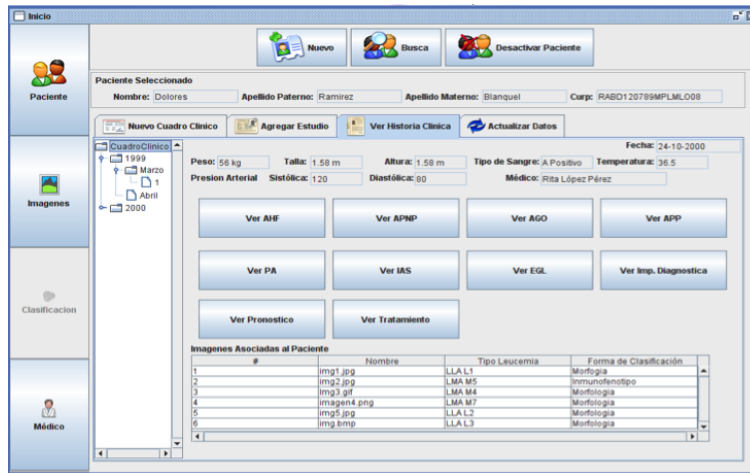 Inicio
Nuevo Busca Desactivar Paciente
Paciente
Paciente Seleccionado
Nombre: Dolores Apellido Paterno: Ramirez Apellido Materno: Blanquel Curp: RABD120789MPLMLO08
Nuevo Cuadro Clinico Agregar Estudio Ver Historia Clinica Actualizar Datos
CuadroClinico
1999
Marzo
1
Abril
2000
Fecha: 24-10-2000
Peso: 56 kg Talla: 1.58 m Altura: 1.58 m Tipo de Sangre: A Positivo Temperatura: 36.5
Presion Arterial Sistólica: 120 Diastólica: 80 Médico: Rita López Pérez
Imagenes
Ver AHF Ver APNP Ver AGO Ver APP
Ver PA Ver IAS Ver EGL Ver Imp. Diagnostica
Clasificacion
Ver Pronostico Ver Tratamiento
Imagenes Asociadas al Paciente
# Nombre Tipo Leucemia Forma de Clasificación
1 img1.jpg LLA L1 Morfogia
2 img2.jpg LMA M5 Inmunofenotipo
3 Img3.gif LMA M4 Morfologia
4 imagen4.png LMA M7 Morfologia
5 img5.jpg LLA L2 Morfologia
6 img.bmp LLA L3 Morfologia
Médico